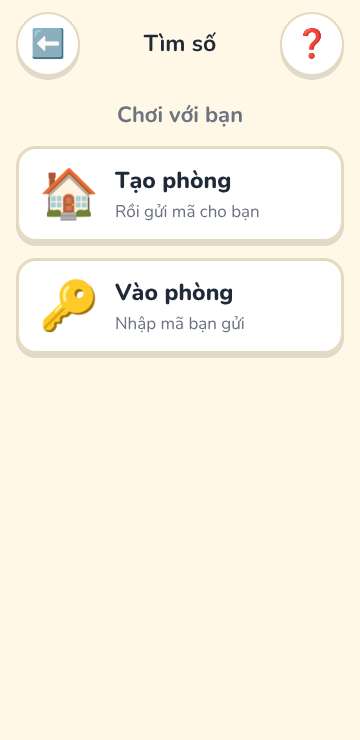 Tìm số
Chơi với bạn
Tạo phòng
Rồi gửi mã cho bạn
Vào phòng
Nhập mã bạn gửi